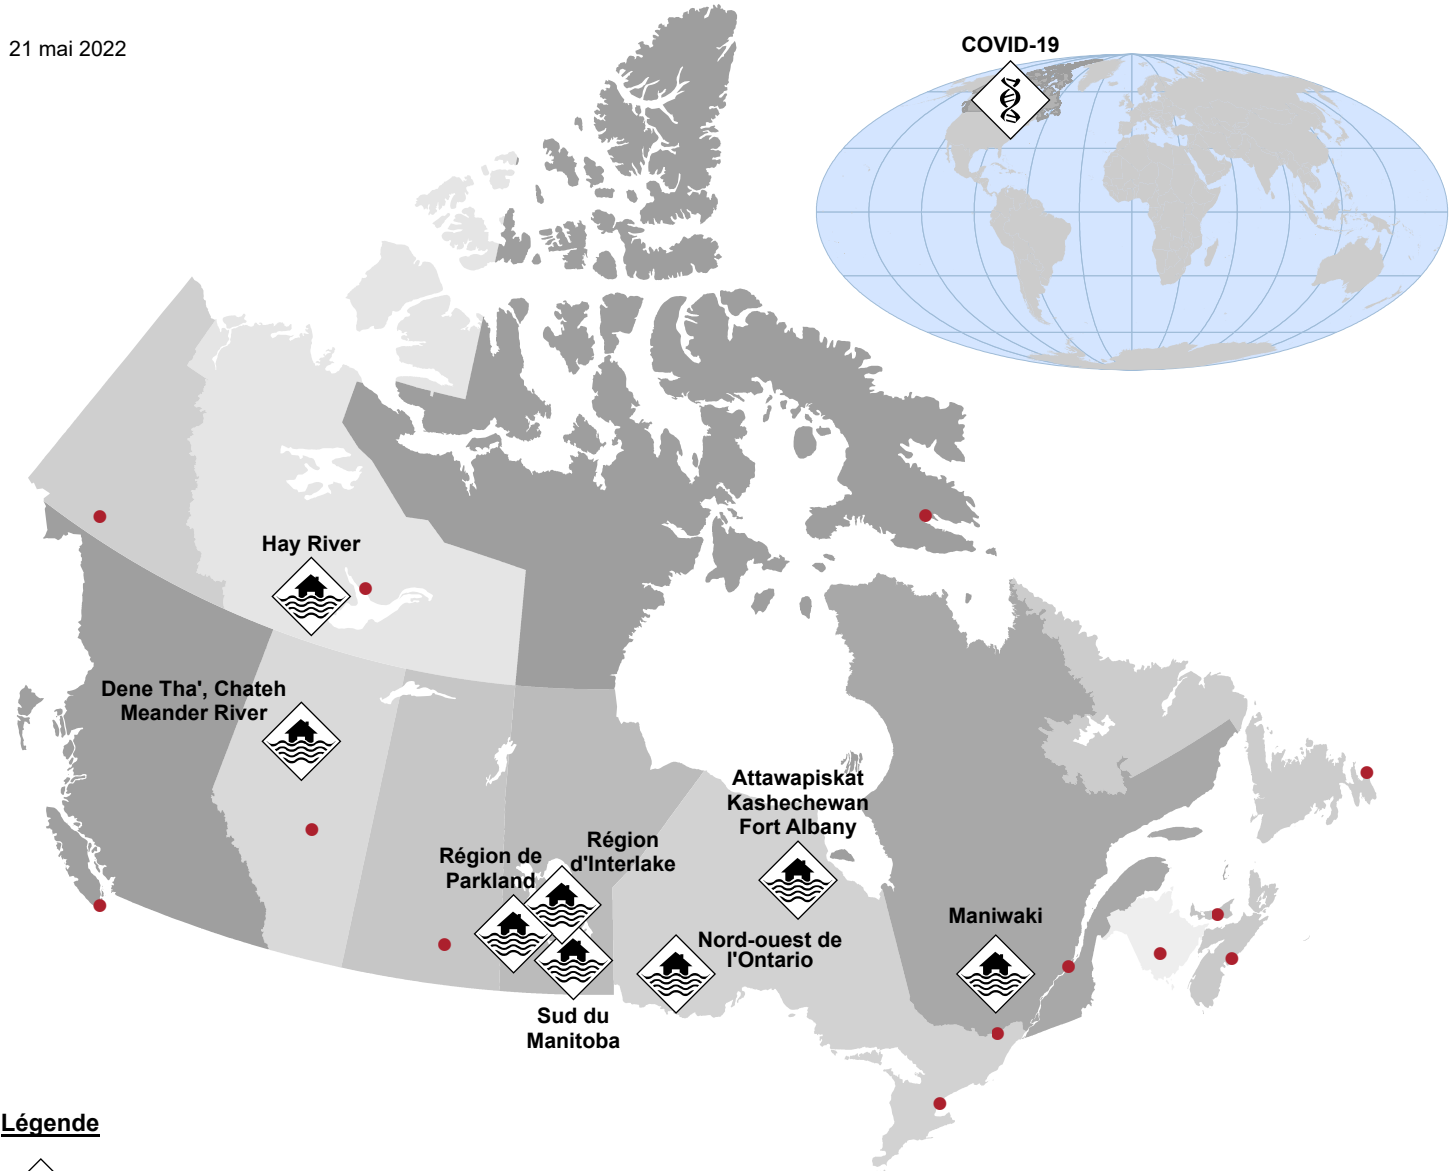 21 mai 2022
COVID-19
Hay River
Dene Tha', Chateh
Meander River
Attawapiskat
Kashechewan
Fort Albany
Région
d'Interlake
Région de
Parkland
Maniwaki
Nord-ouest de
l'Ontario
Sud du
Manitoba
Légende